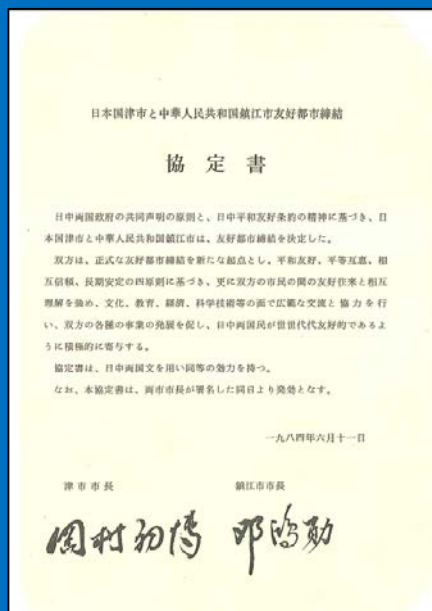 日本国津市と中華人民共和国鎮江市友好都市締結
協定書
日中両国政府の共同声明の原則と、日中平和友好条約の精神に基づき、日
本国津市と中華人民共和国鎮江市は、友好都市締結を決定した。
双方は、正式な友好都市締結を新たな起点とし、平和友好、平等互恵、相
互信頼、長期安定の四原則に基づき、更に双方の市民の間の友好往来と相互
理解を強め、文化、教育、経済、科学技術等の面で広範な交流と協力を行
い、双方の各種の事業の発展を促し、日中両国民が世世代代友好的であるよ
うに積極的に寄与する。
協定書は、日中両国文を用い同等の効力を持つ。
なお、本協定書は、両市市長が署名した同日より発効となす。
一九八四年六月十一日
津市市長
鎮江市市長
岡村初博
邓鴻勋